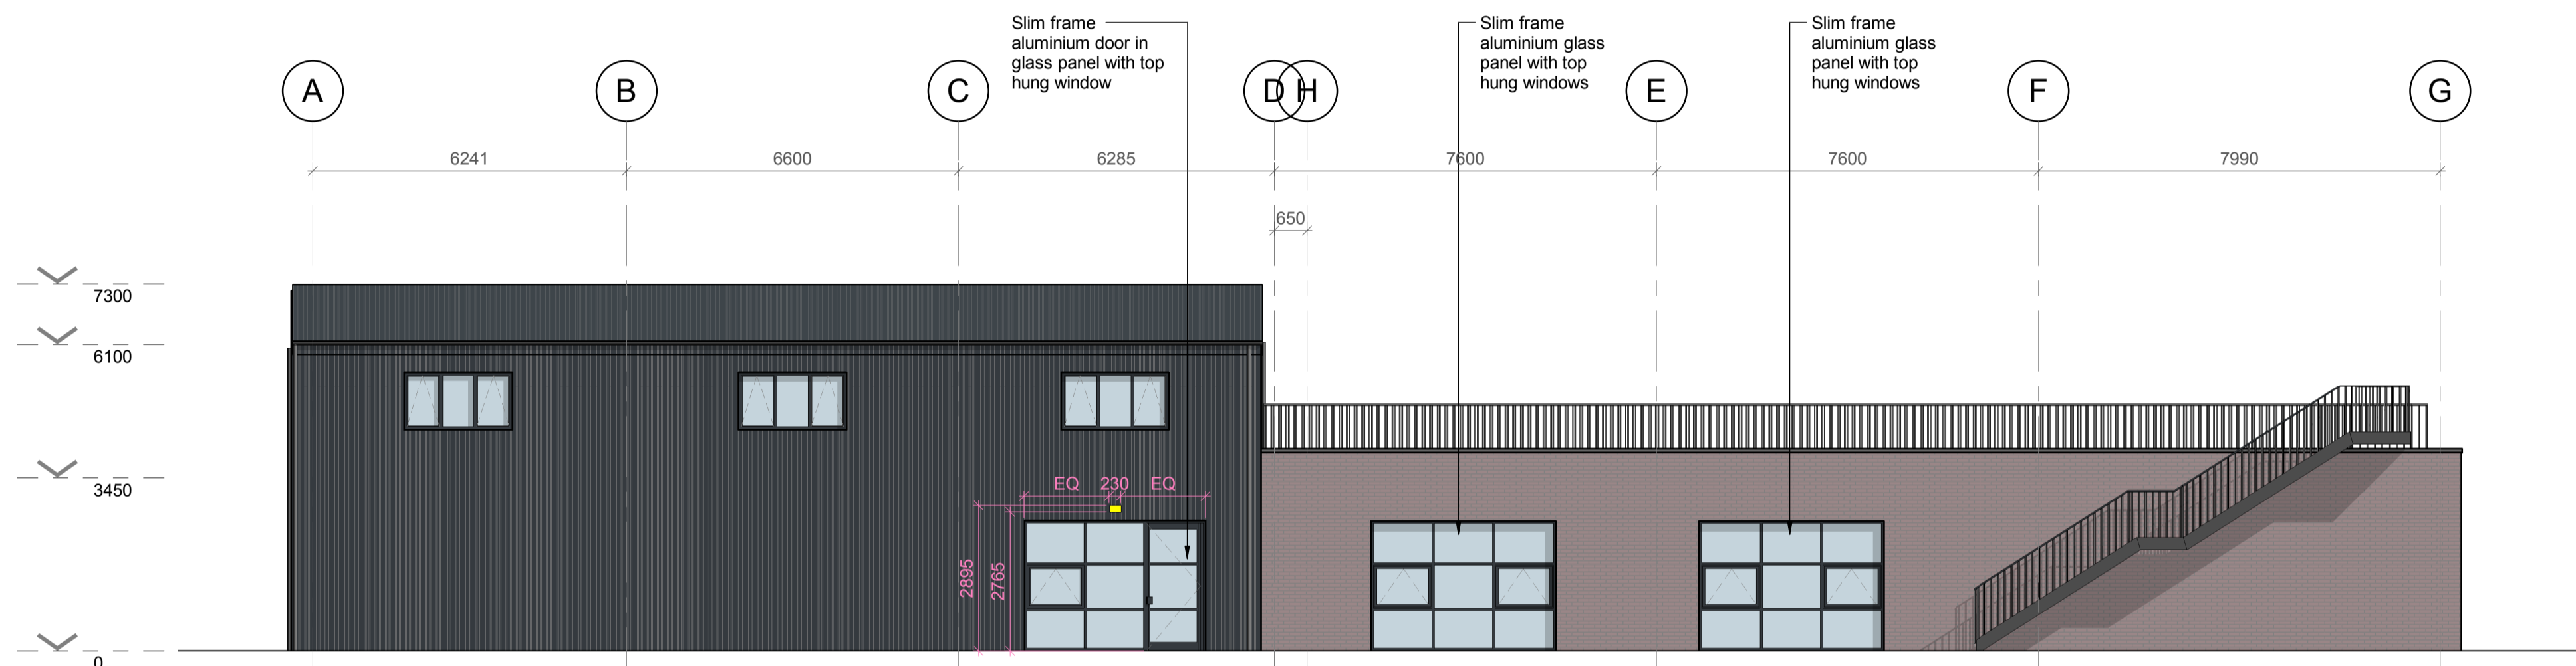 Slim frame
aluminium door in
glass panel with top
hung window
Slim frame
aluminium glass
panel with top
hung windows
Slim frame
aluminium glass
panel with top
hung windows
A B C D H E F G
6241 6600 6285 7600 7600 7990
650
7300
6100
3450
EQ 230 EQ
2895
2765
0